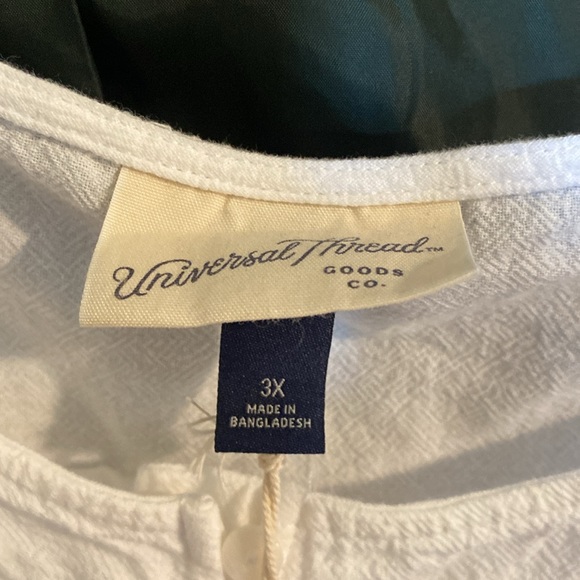 Universal Thread™
GOODS
CO.
3X
MADE IN
BANGLADESH